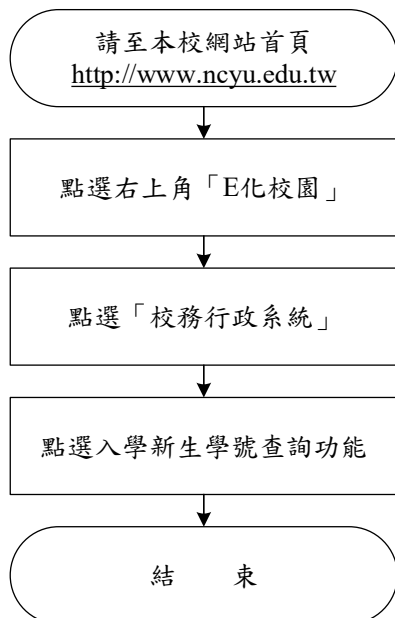 請至本校網站首頁
http://www.ncyu.edu.tw
點選右上角「E化校園」
點選「校務行政系統」
點選入學新生學號查詢功能
結　　束